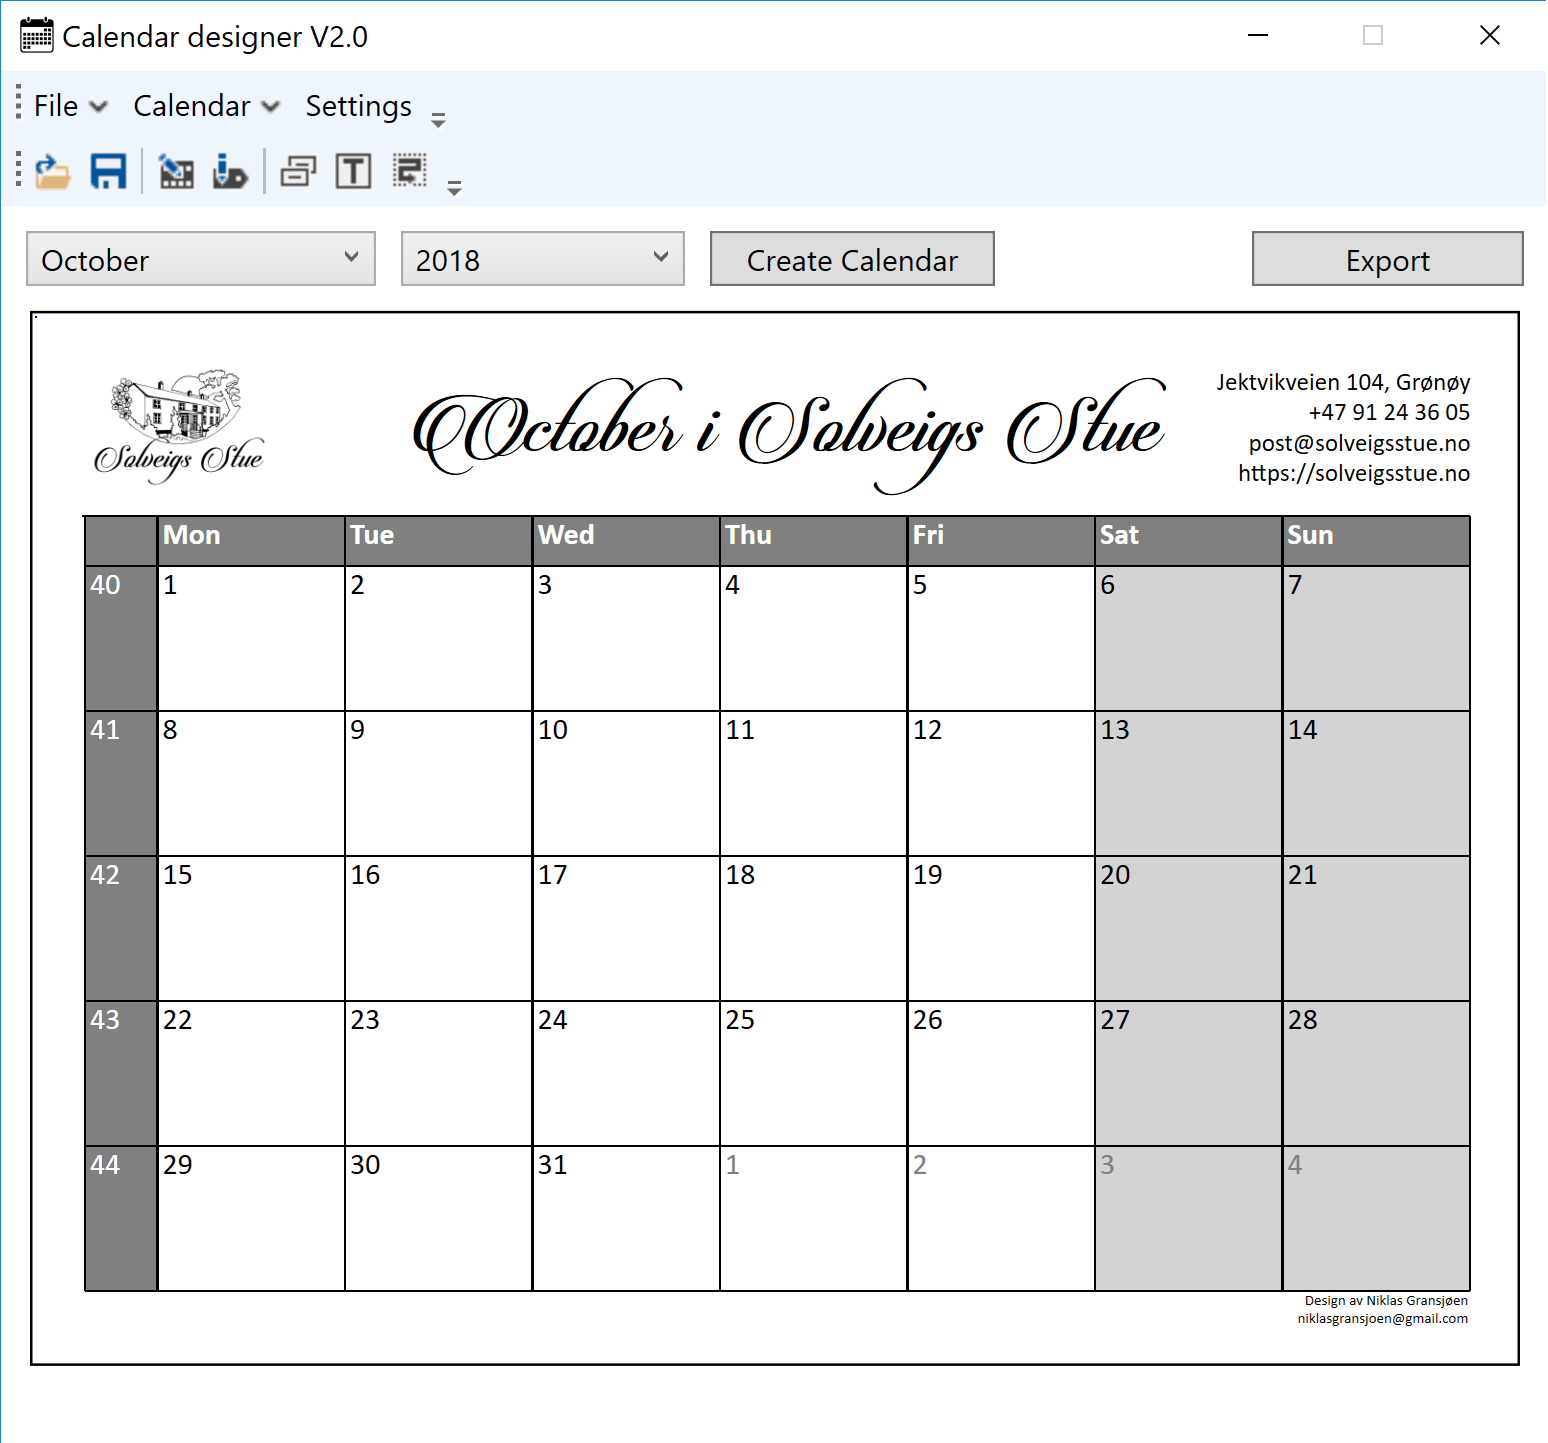 Calendar designer V2.0
File Calendar Settings
T
October 2018 Create Calendar Export
Solveigs Stue
October i Solveigs Stue
Jektvikveien 104, Grønøy
+47 91 24 36 05
post@solveigsstue.no
https://solveigsstue.no
Mon Tue Wed Thu Fri Sat Sun
40 1 2 3 4 5 6 7
41 8 9 10 11 12 13 14
42 15 16 17 18 19 20 21
43 22 23 24 25 26 27 28
44 29 30 31 1 2 3 4
Design av Niklas Gransjøen
niklasgransjoen@gmail.com